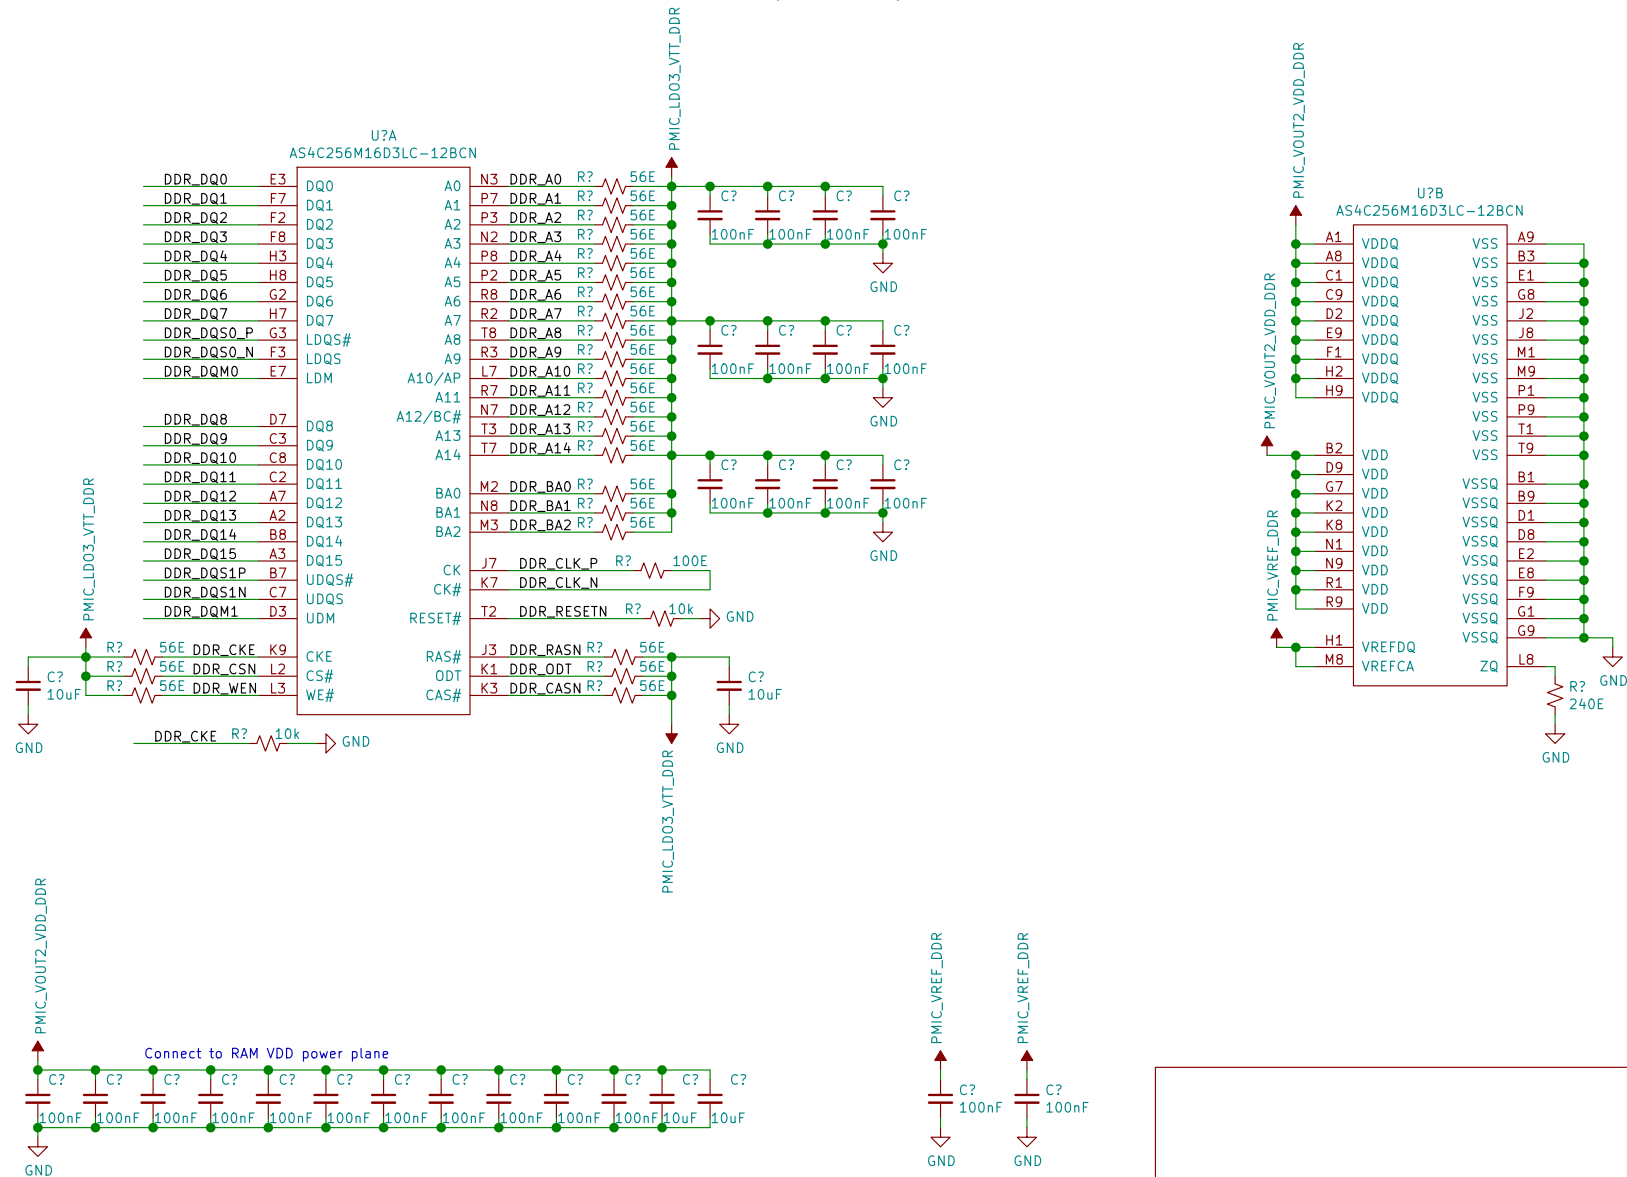 PMIC_LDO3_VTT_DDR
PMIC_VOUT2_VDD_DDR
U?A
AS4C256M16D3LC-12BCN
DDR_DQ0 E3 DQ0 A0 N3 DDR_A0 R? 56E
DDR_DQ1 F7 DQ1 A1 P7 DDR_A1 R? 56E
DDR_DQ2 F2 DQ2 A2 P3 DDR_A2 R? 56E
DDR_DQ3 F8 DQ3 A3 N2 DDR_A3 R? 56E
DDR_DQ4 H3 DQ4 A4 P8 DDR_A4 R? 56E
DDR_DQ5 H8 DQ5 A5 P2 DDR_A5 R? 56E
DDR_DQ6 G2 DQ6 A6 R8 DDR_A6 R? 56E
DDR_DQ7 H7 DQ7 A7 R2 DDR_A7 R? 56E
DDR_DQS0_P G3 LDQS# A8 T8 DDR_A8 R? 56E
DDR_DQS0_N F3 LDQS A9 R3 DDR_A9 R? 56E
DDR_DQM0 E7 LDM A10/AP L7 DDR_A10 R? 56E
A11 R7 DDR_A11 R? 56E
DDR_DQ8 D7 DQ8 A12/BC# N7 DDR_A12 R? 56E
DDR_DQ9 C3 DQ9 A13 T3 DDR_A13 R? 56E
DDR_DQ10 C8 DQ10 A14 T7 DDR_A14 R? 56E
DDR_DQ11 C2 DQ11
DDR_DQ12 A7 DQ12 BA0 M2 DDR_BA0 R? 56E
DDR_DQ13 A2 DQ13 BA1 N8 DDR_BA1 R? 56E
DDR_DQ14 B8 DQ14 BA2 M3 DDR_BA2 R? 56E
DDR_DQ15 A3 DQ15
DDR_DQS1P B7 UDQS# CK J7 DDR_CLK_P R? 100E
DDR_DQS1N C7 UDQS CK# K7 DDR_CLK_N
DDR_DQM1 D3 UDM RESET# T2 DDR_RESETN R? 10k GND
PMIC_LDO3_VTT_DDR
R? 56E DDR_CKE K9 CKE RAS# J3 DDR_RASN R? 56E
R? 56E DDR_CSN L2 CS# ODT K1 DDR_ODT R? 56E
R? 56E DDR_WEN L3 WE# CAS# K3 DDR_CASN R? 56E
C? 10uF
GND
C? 10uF
GND
DDR_CKE R? 10k GND
PMIC_LDO3_VTT_DDR
C? C? C? C?
100nF 100nF 100nF 100nF
GND
C? C? C? C?
100nF 100nF 100nF 100nF
GND
C? C? C? C?
100nF 100nF 100nF 100nF
GND
U?B
AS4C256M16D3LC-12BCN
PMIC_VOUT2_VDD_DDR
PMIC_VREF_DDR
A1 VDDQ VSS A9
A8 VDDQ VSS B3
C1 VDDQ VSS E1
C9 VDDQ VSS G8
D2 VDDQ VSS J2
E9 VDDQ VSS J8
F1 VDDQ VSS M1
H2 VDDQ VSS M9
H9 VDDQ VSS P1
VSS P9
VSS T1
B2 VDD VSS T9
D9 VDD VSSQ B1
G7 VDD VSSQ B9
K2 VDD VSSQ D1
K8 VDD VSSQ D8
N1 VDD VSSQ E2
N9 VDD VSSQ E8
R1 VDD VSSQ F9
R9 VDD VSSQ G1
H1 VREFDQ VSSQ G9
M8 VREFCA ZQ L8
GND
R?
240E
GND
PMIC_VOUT2_VDD_DDR
Connect to RAM VDD power plane
C? C? C? C? C? C? C? C? C? C? C? C? C?
100nF 100nF 100nF 100nF 100nF 100nF 100nF 100nF 100nF 100nF 100nF 10uF 10uF
GND
PMIC_VREF_DDR
C?
100nF
GND
PMIC_VREF_DDR
C?
100nF
GND